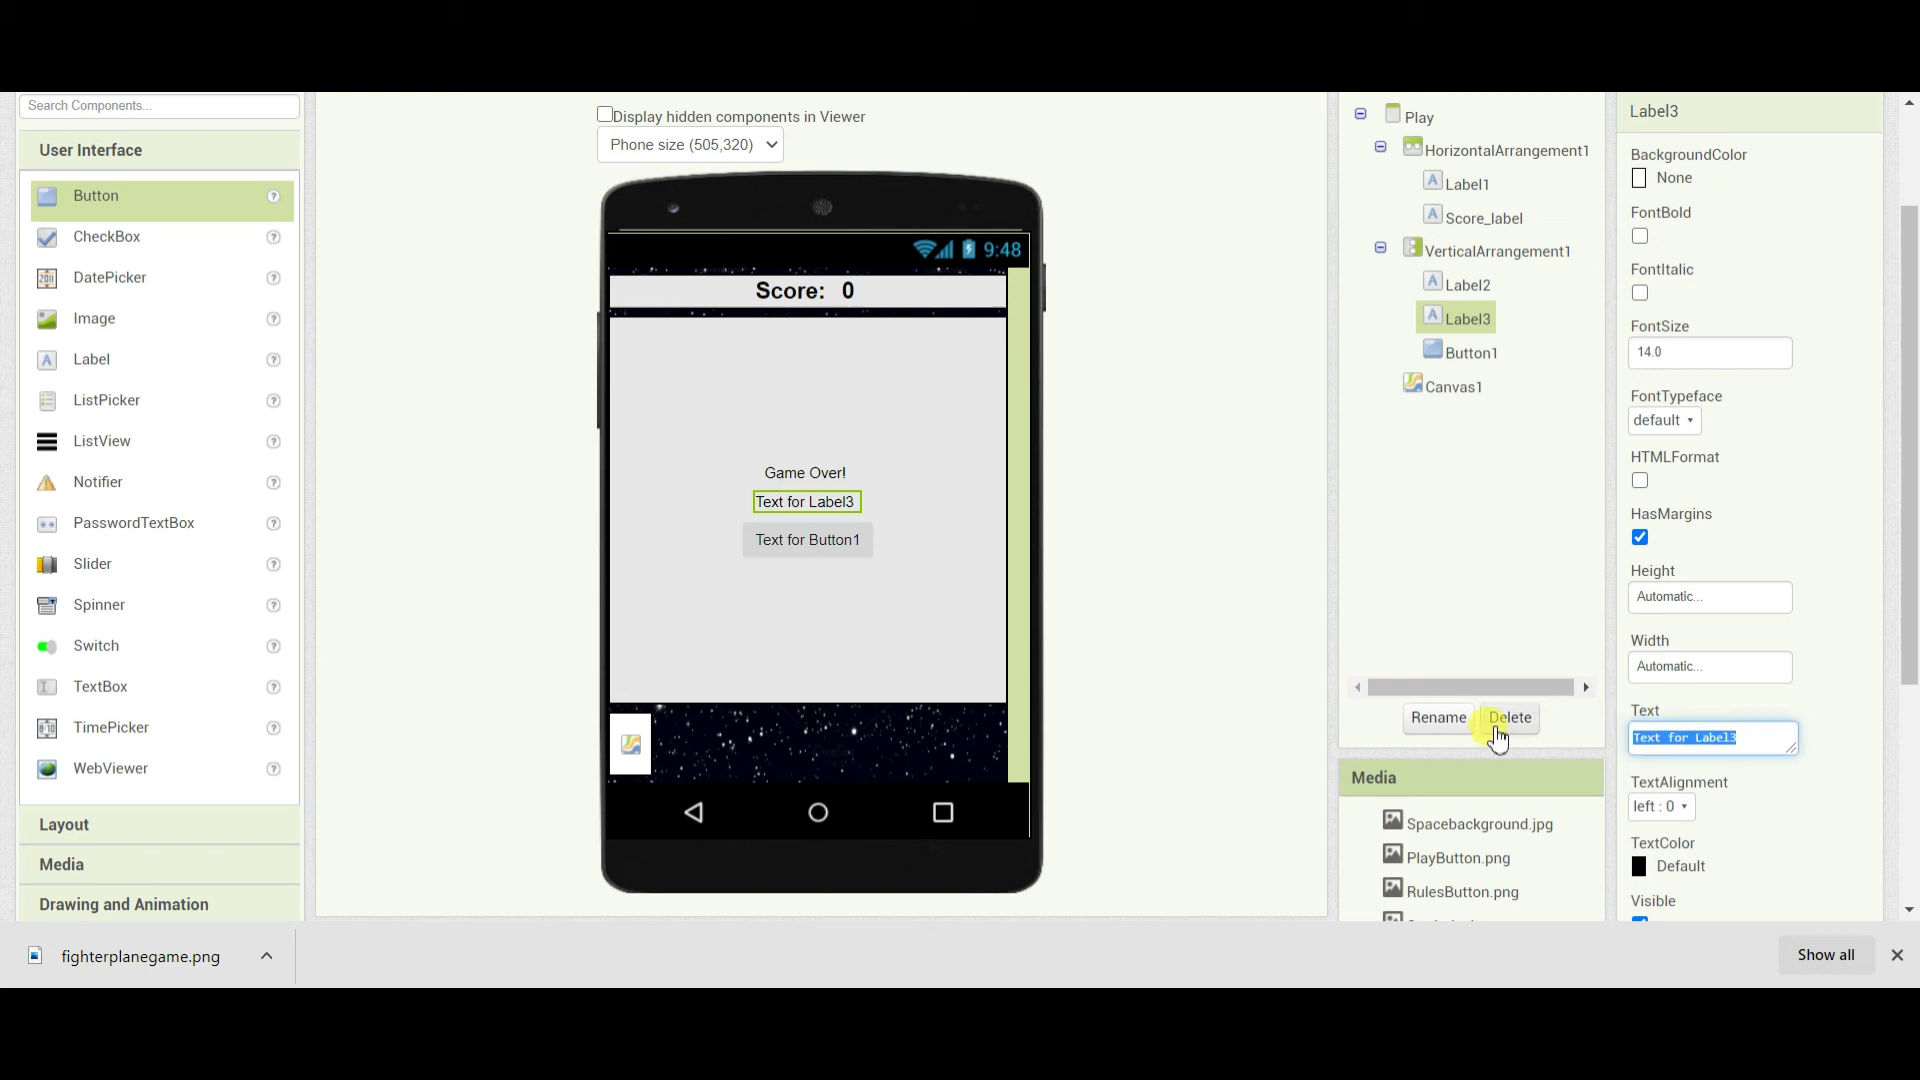 Search Components...
User Interface
Button
?
CheckBox
?
DatePicker
?
Image
?
Label
?
ListPicker
?
ListView
?
Notifier
?
PasswordTextBox
?
Slider
?
Spinner
?
Switch
?
TextBox
?
TimePicker
?
WebViewer
?
Layout
Media
Drawing and Animation
Display hidden components in Viewer
Phone size (505,320)
9:48
Score: 0
Game Over!
Text for Label3
Text for Button1
Play
HorizontalArrangement1
Label1
Score_label
VerticalArrangement1
Label2
Label3
Button1
Canvas1
Rename
Delete
Media
Spacebackground.jpg
PlayButton.png
RulesButton.png
Label3
BackgroundColor
None
FontBold
FontItalic
FontSize
14.0
FontTypeface
default
HTMLFormat
HasMargins
Height
Automatic...
Width
Automatic...
Text
Text for Label3
TextAlignment
left : 0
TextColor
Default
Visible
fighterplanegame.png
Show all